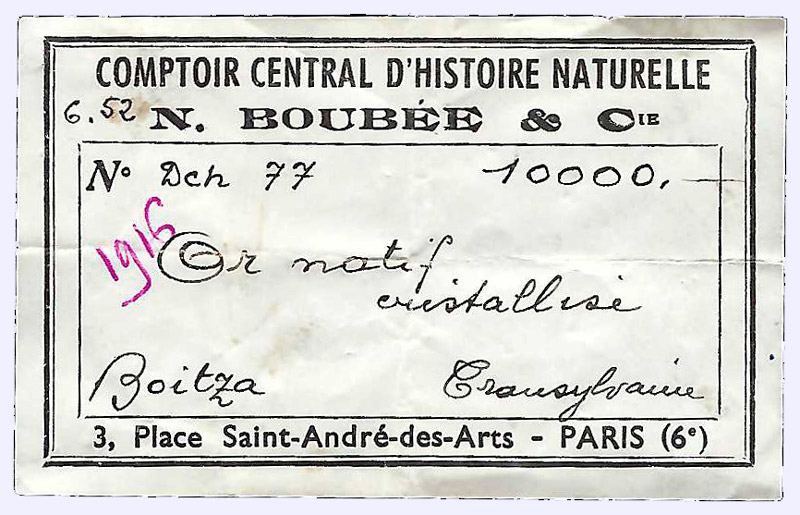 COMPTOIR CENTRAL D'HISTOIRE NATURELLE
6.52 N. BOUBÉE & CIE
N° Dch 77 10000.—
1916
Or natif
cristallisé
Boitza Transylvanie
3, Place Saint-André-des-Arts - PARIS (6e)